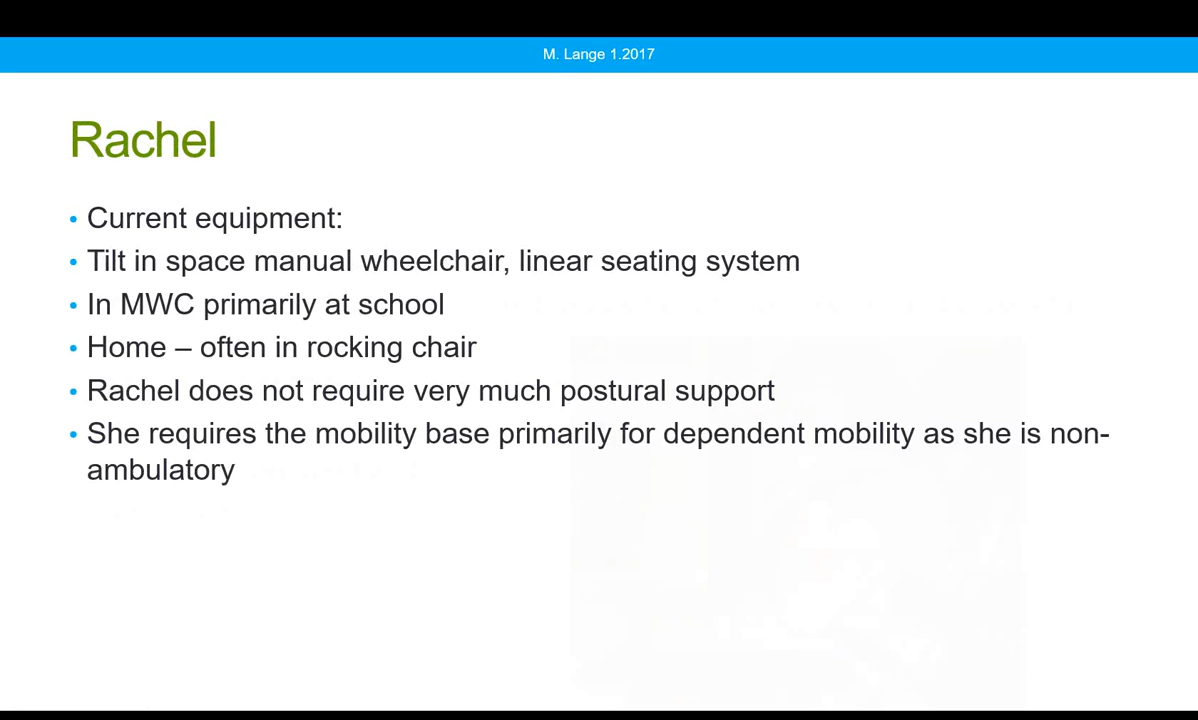 M. Lange 1.2017
Rachel
• Current equipment:
• Tilt in space manual wheelchair, linear seating system
• In MWC primarily at school
• Home – often in rocking chair
• Rachel does not require very much postural support
• She requires the mobility base primarily for dependent mobility as she is non-
ambulatory